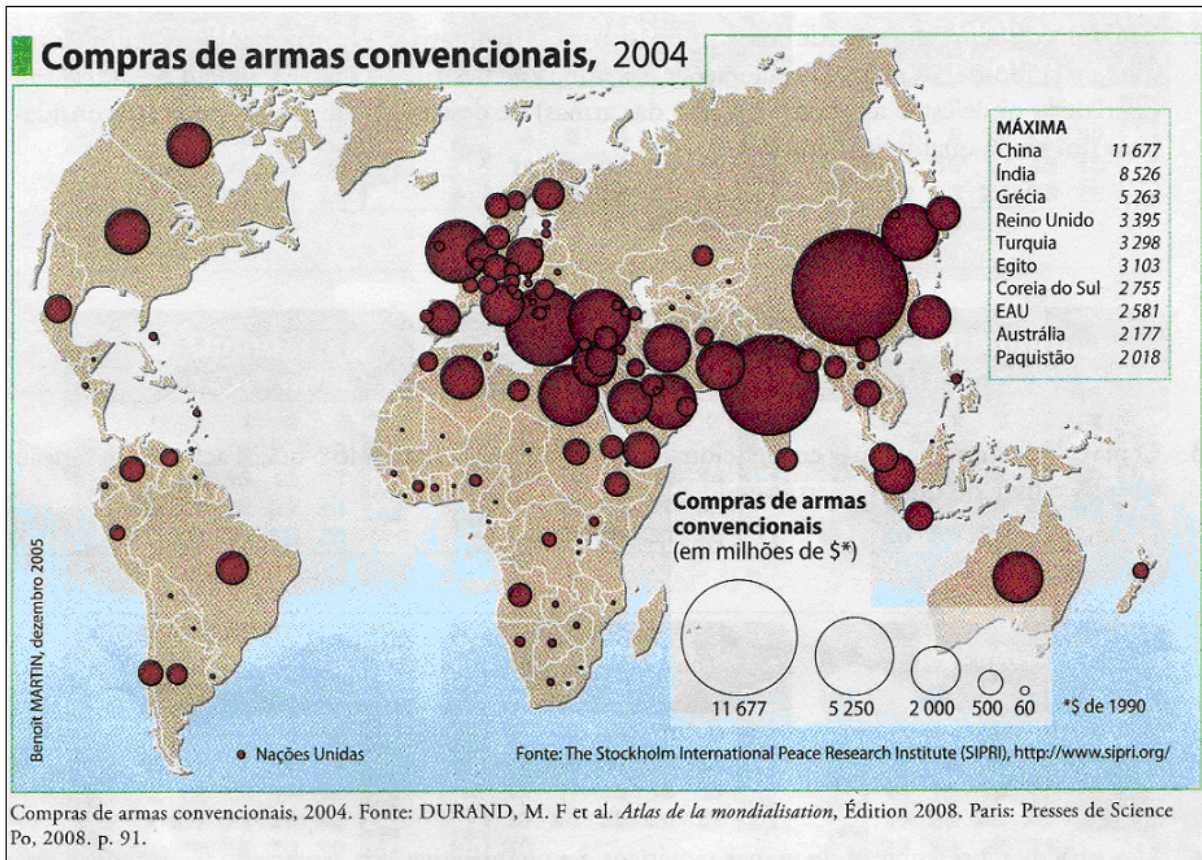 Compras de armas convencionais, 2004
MÁXIMA
China 11 677
Índia 8 526
Grécia 5 263
Reino Unido 3 395
Turquia 3 298
Egito 3 103
Coreia do Sul 2 755
EAU 2 581
Austrália 2 177
Paquistão 2 018
Compras de armas
convencionais
(em milhões de $*)
11 677 5 250 2 000 500 60 *$ de 1990
Benoit MARTIN, dezembro 2005
Nações Unidas
Fonte: The Stockholm International Peace Research Institute (SIPRI), http://www.sipri.org/
Compras de armas convencionais, 2004. Fonte: DURAND, M. F et al. Atlas de la mondialisation, Édition 2008. Paris: Presses de Science
Po, 2008. p. 91.